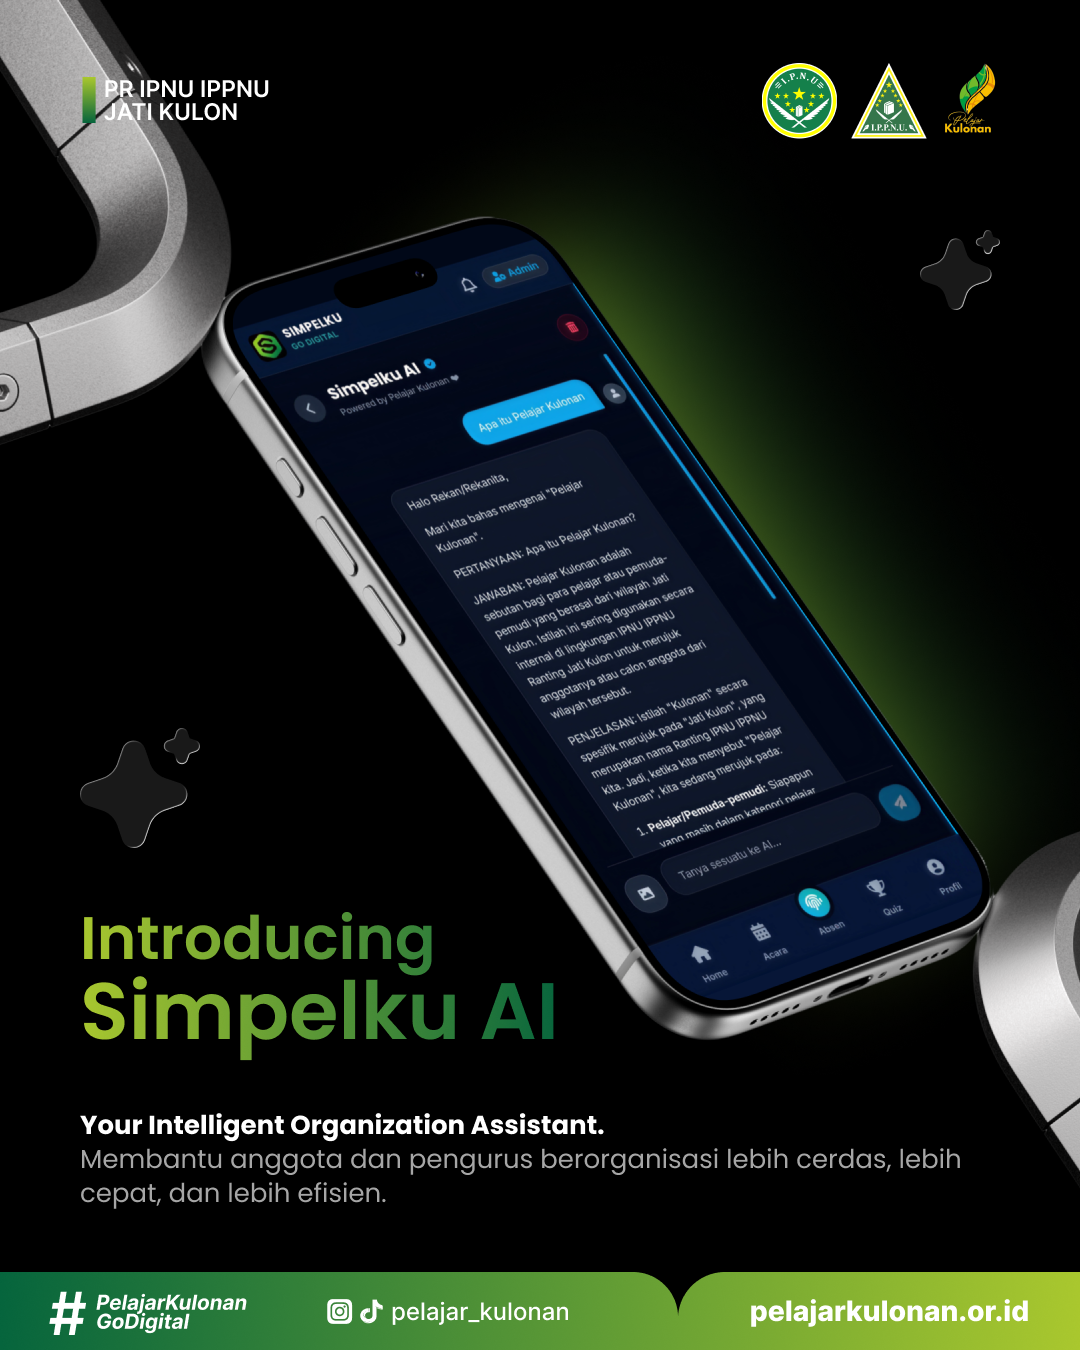 PR IPNU IPPNU
JATI KULON
I.P.N.U
I.P.P.N.U.
Pelajar
Kulonan
SIMPELKU
GO DIGITAL
Admin
Simpelku AI
Powered by Pelajar Kulonan
Apa itu Pelajar Kulonan
Halo Rekan/Rekanita,
Mari kita bahas mengenai "Pelajar
Kulonan".
PERTANYAAN: Apa Itu Pelajar Kulonan?
JAWABAN: Pelajar Kulonan adalah
sebutan bagi para pelajar atau pemuda-
pemudi yang berasal dari wilayah Jati
Kulon. Istilah ini sering digunakan secara
internal di lingkungan IPNU IPPNU
Ranting Jati Kulon untuk merujuk
anggotanya atau calon anggota dari
wilayah tersebut.
PENJELASAN: Istilah "Kulonan" secara
spesifik merujuk pada "Jati Kulon", yang
merupakan nama Ranting IPNU IPPNU
kita. Jadi, ketika kita menyebut "Pelajar
Kulonan", kita sedang merujuk pada:
1. Pelajar/Pemuda-pemudi: Siapapun
yang masih dalam kategori pelajar
Tanya sesuatu ke AI...
Home
Acara
Absen
Quiz
Profil
Introducing
Simpelku AI
Your Intelligent Organization Assistant.
Membantu anggota dan pengurus berorganisasi lebih cerdas, lebih
cepat, dan lebih efisien.
# PelajarKulonan
GoDigital
pelajar_kulonan
pelajarkulonan.or.id